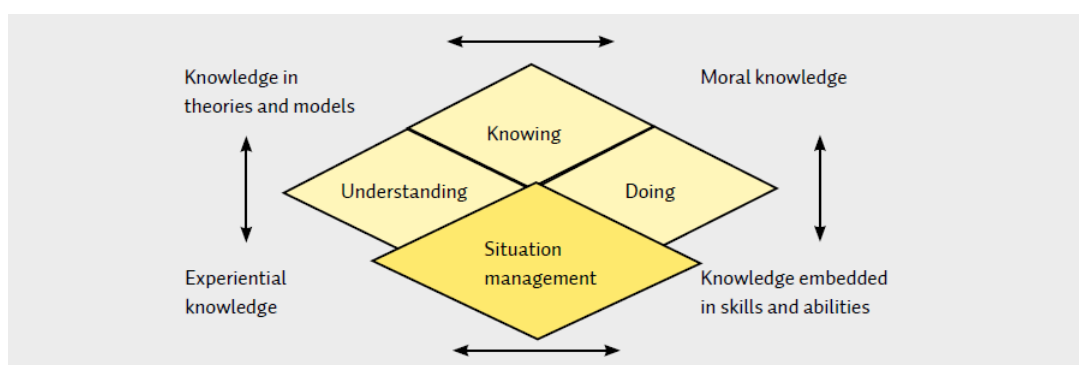 Knowledge in
theories and models
Moral knowledge
Knowing
Understanding
Doing
Situation
management
Experiential
knowledge
Knowledge embedded
in skills and abilities